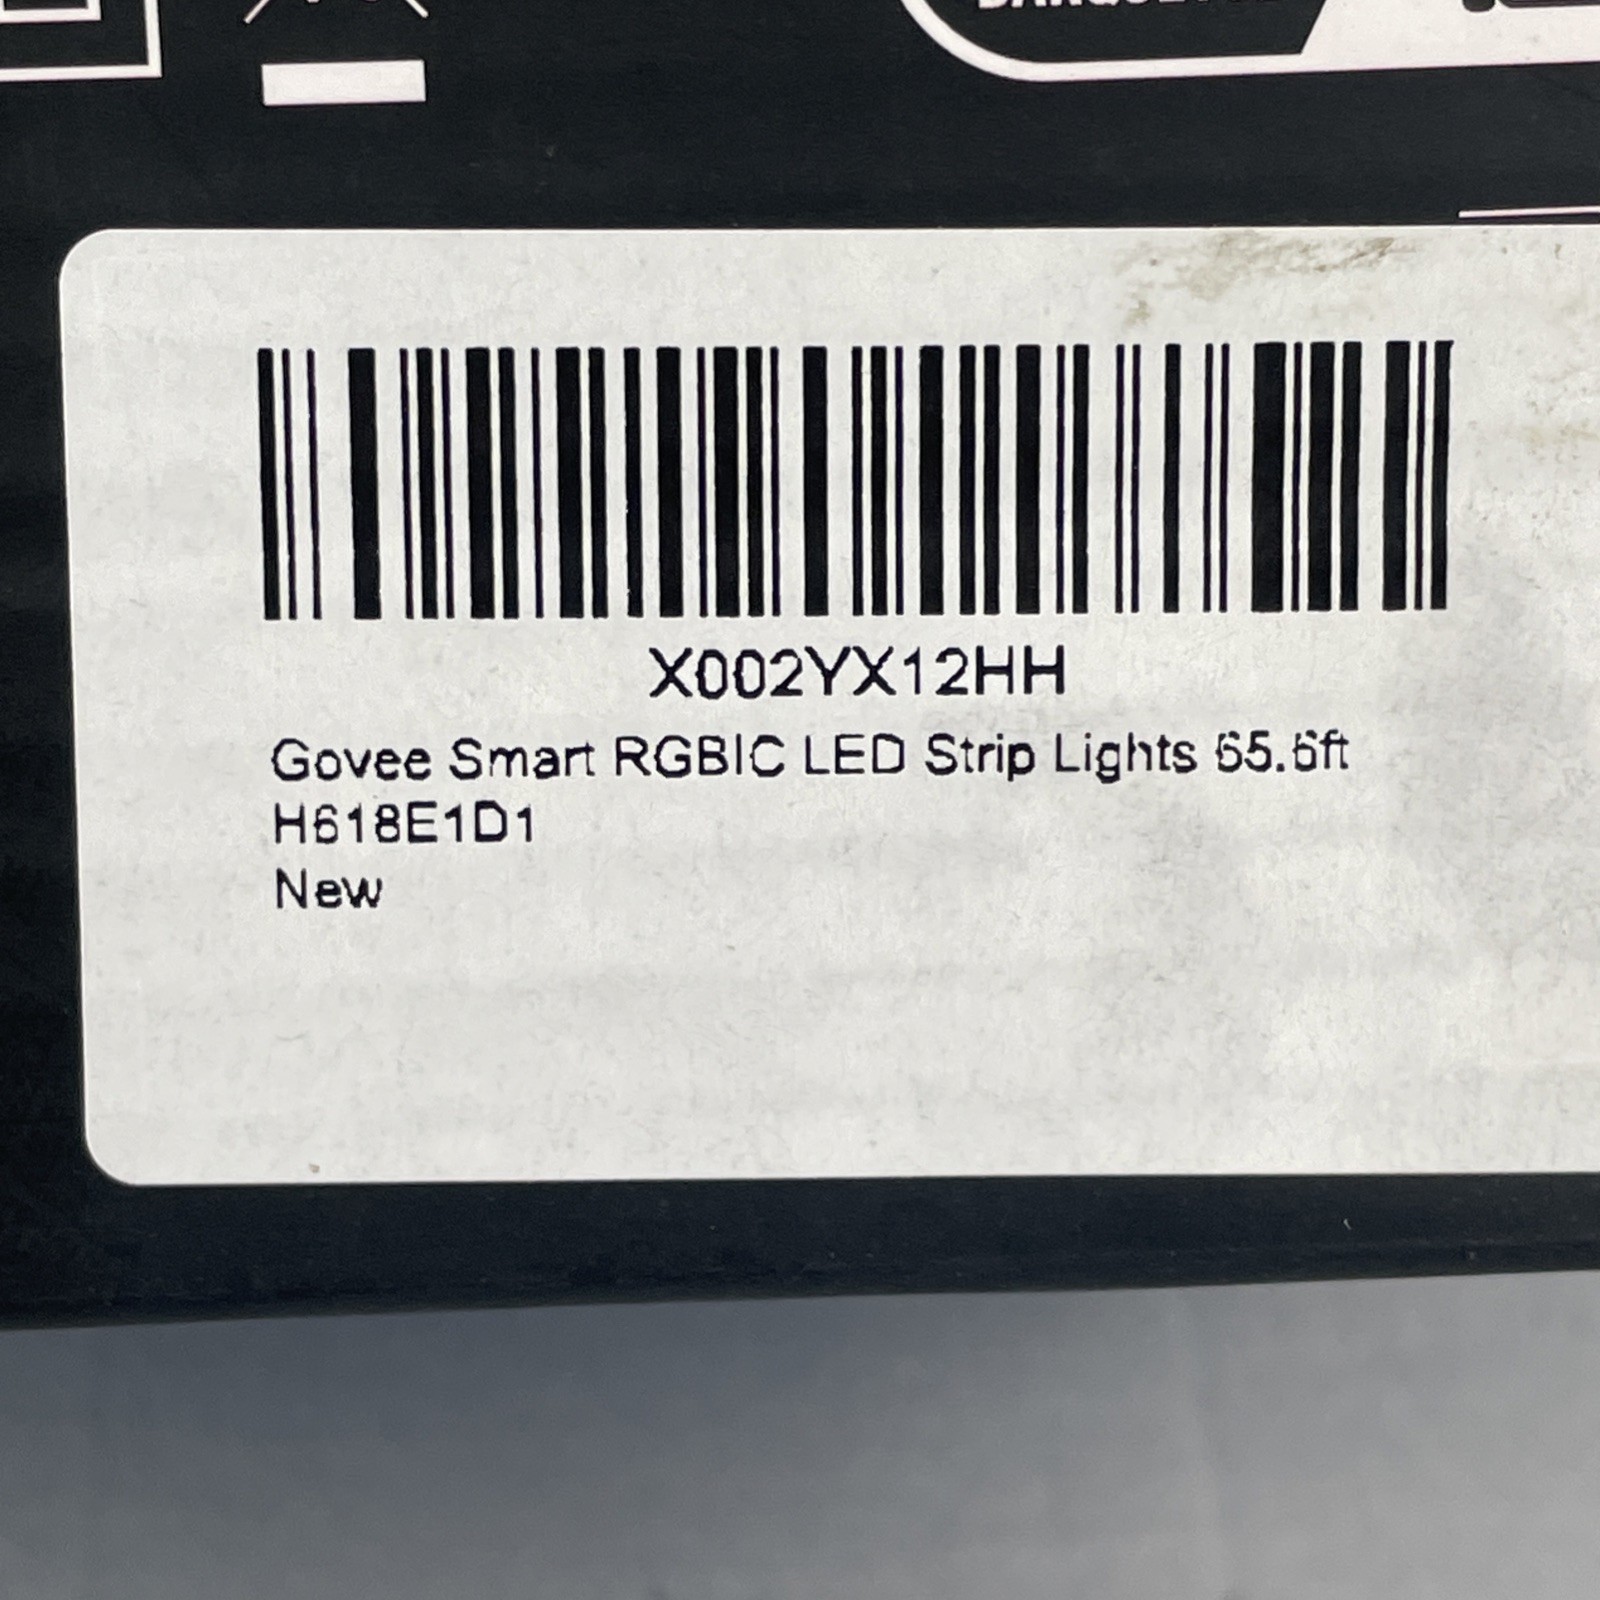 X002YX12HH
Govee Smart RGBIC LED Strip Lights 65.6ft
H618E1D1
New